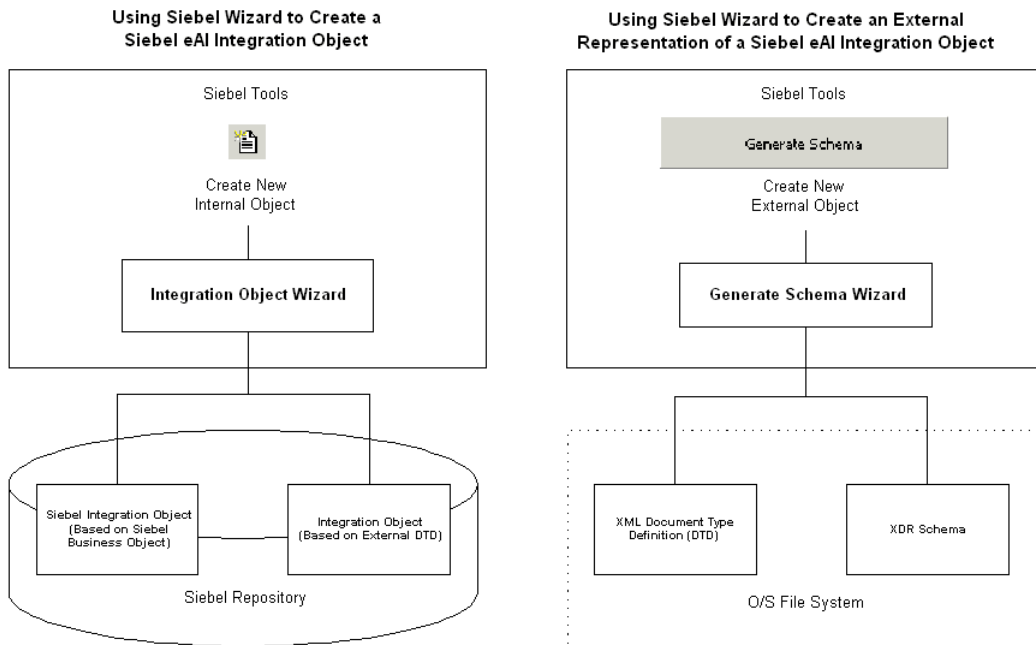 Using Siebel Wizard to Create a
Siebel eAI Integration Object
Siebel Tools
Create New
Internal Object
Integration Object Wizard
Siebel Integration Object
(Based on Siebel
Business Object)
Integration Object
(Based on External DTD)
Siebel Repository
Using Siebel Wizard to Create an External
Representation of a Siebel eAI Integration Object
Siebel Tools
Generate Schema
Create New
External Object
Generate Schema Wizard
XML Document Type
Definition (DTD)
XDR Schema
O/S File System